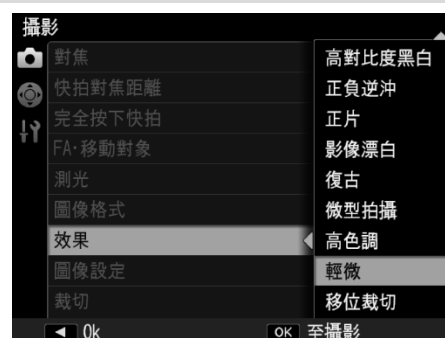 攝影
對焦
快拍對焦距離
完全按下快拍
FA·移動對象
測光
圖像格式
效果
圖像設定
裁切
高對比度黑白
正負逆沖
正片
影像漂白
復古
微型拍攝
高色調
輕微
移位裁切
◄ Ok
OK 至攝影